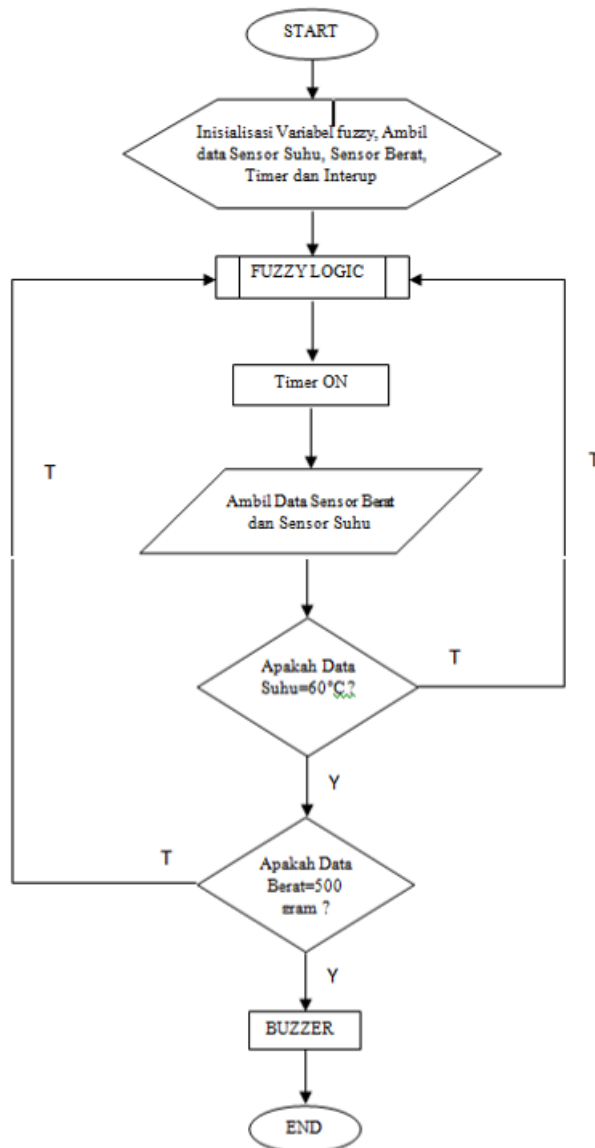 START
Inisialisasi Variabel fuzzy, Ambil
data Sensor Suhu, Sensor Berat,
Timer dan Interup
FUZZY LOGIC
Timer ON
T
T
Ambil Data Sensor Berat
dan Sensor Suhu
Apakah Data
Suhu=60°C?
T
Y
T
Apakah Data
Berat=500
gram ?
Y
BUZZER
END